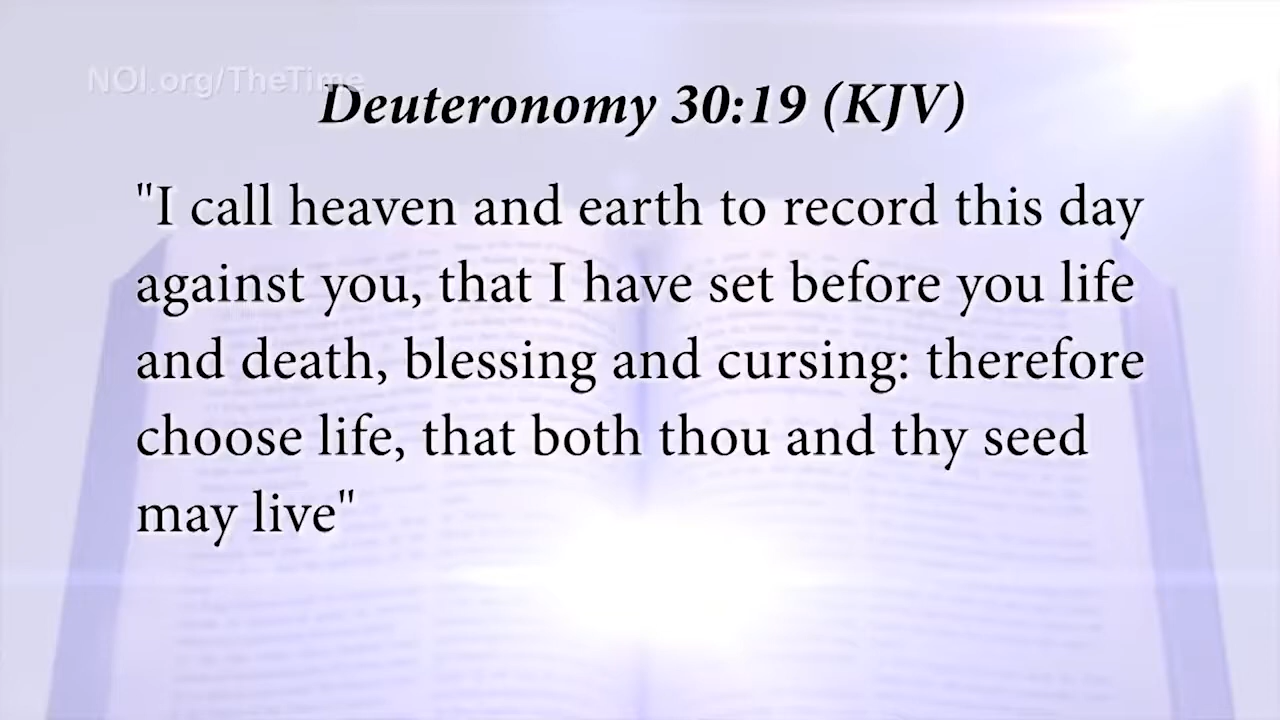 NOI.org/TheTime
Deuteronomy 30:19 (KJV)
"I call heaven and earth to record this day
against you, that I have set before you life
and death, blessing and cursing: therefore
choose life, that both thou and thy seed
may live"